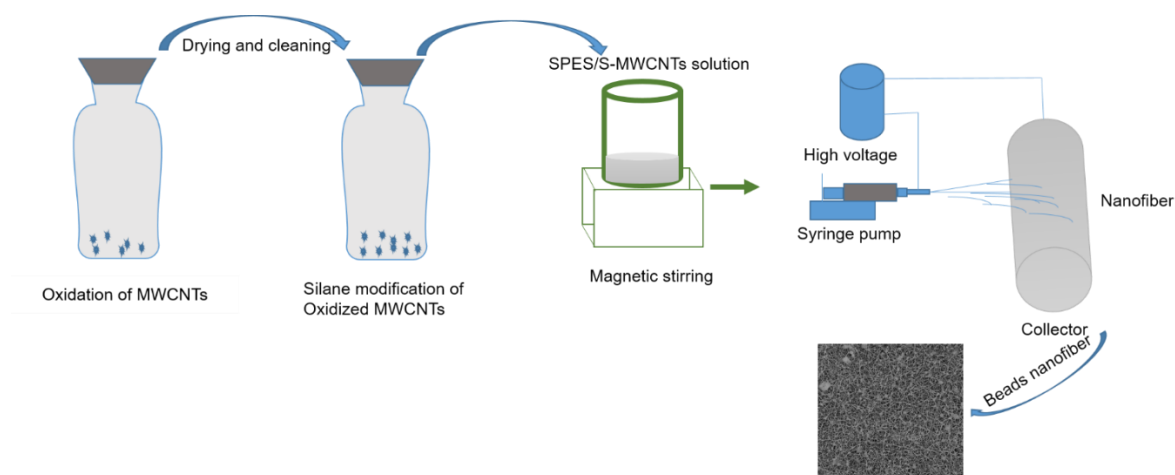 Drying and cleaning
SPES/S-MWCNTs solution
High voltage
Syringe pump
Nanofiber
Magnetic stirring
Oxidation of MWCNTs
Silane modification of
Oxidized MWCNTs
Collector
Beads nanofiber